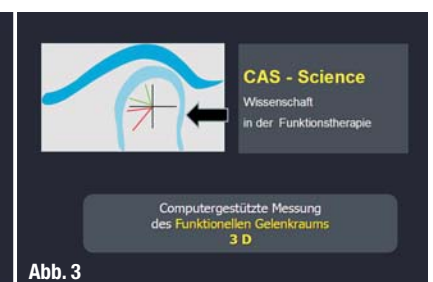 CAS - Science
Wissenschaft
in der Funktionstherapie
Computergestützte Messung
des Funktionellen Gelenkraums
3 D
Abb. 3